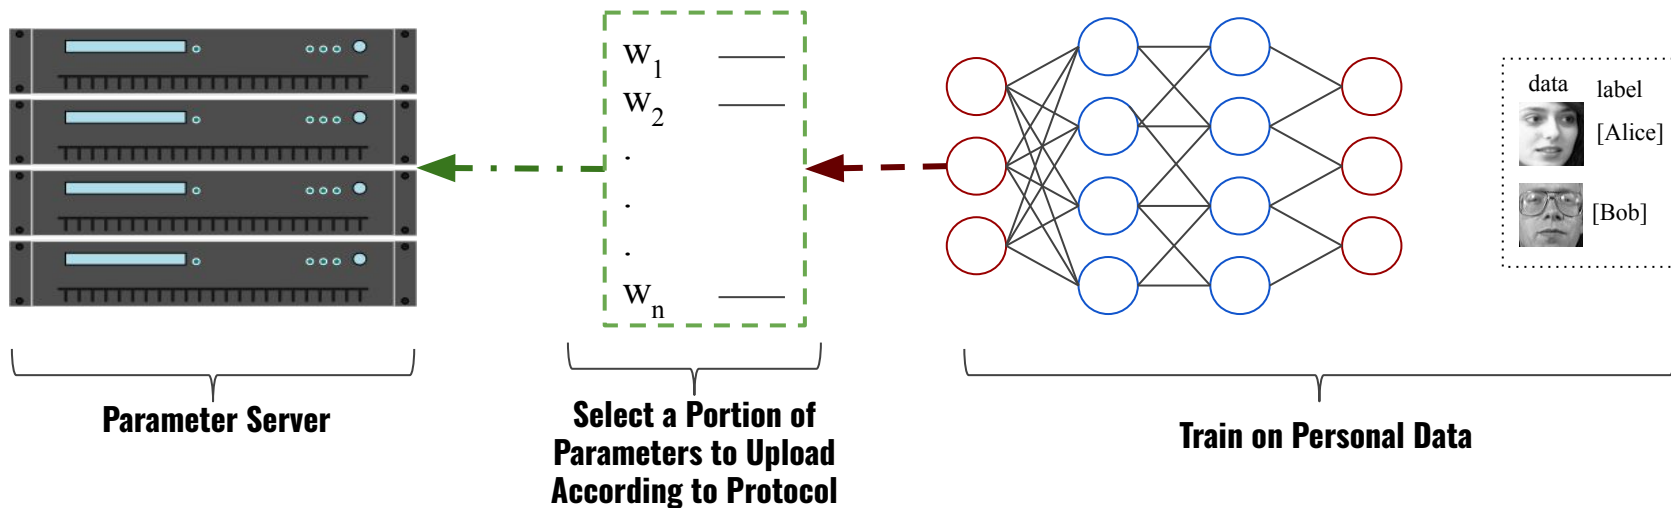 w1
w2
.
.
.
wn
data label
[Alice]
[Bob]
Parameter Server
Select a Portion of
Parameters to Upload
According to Protocol
Train on Personal Data